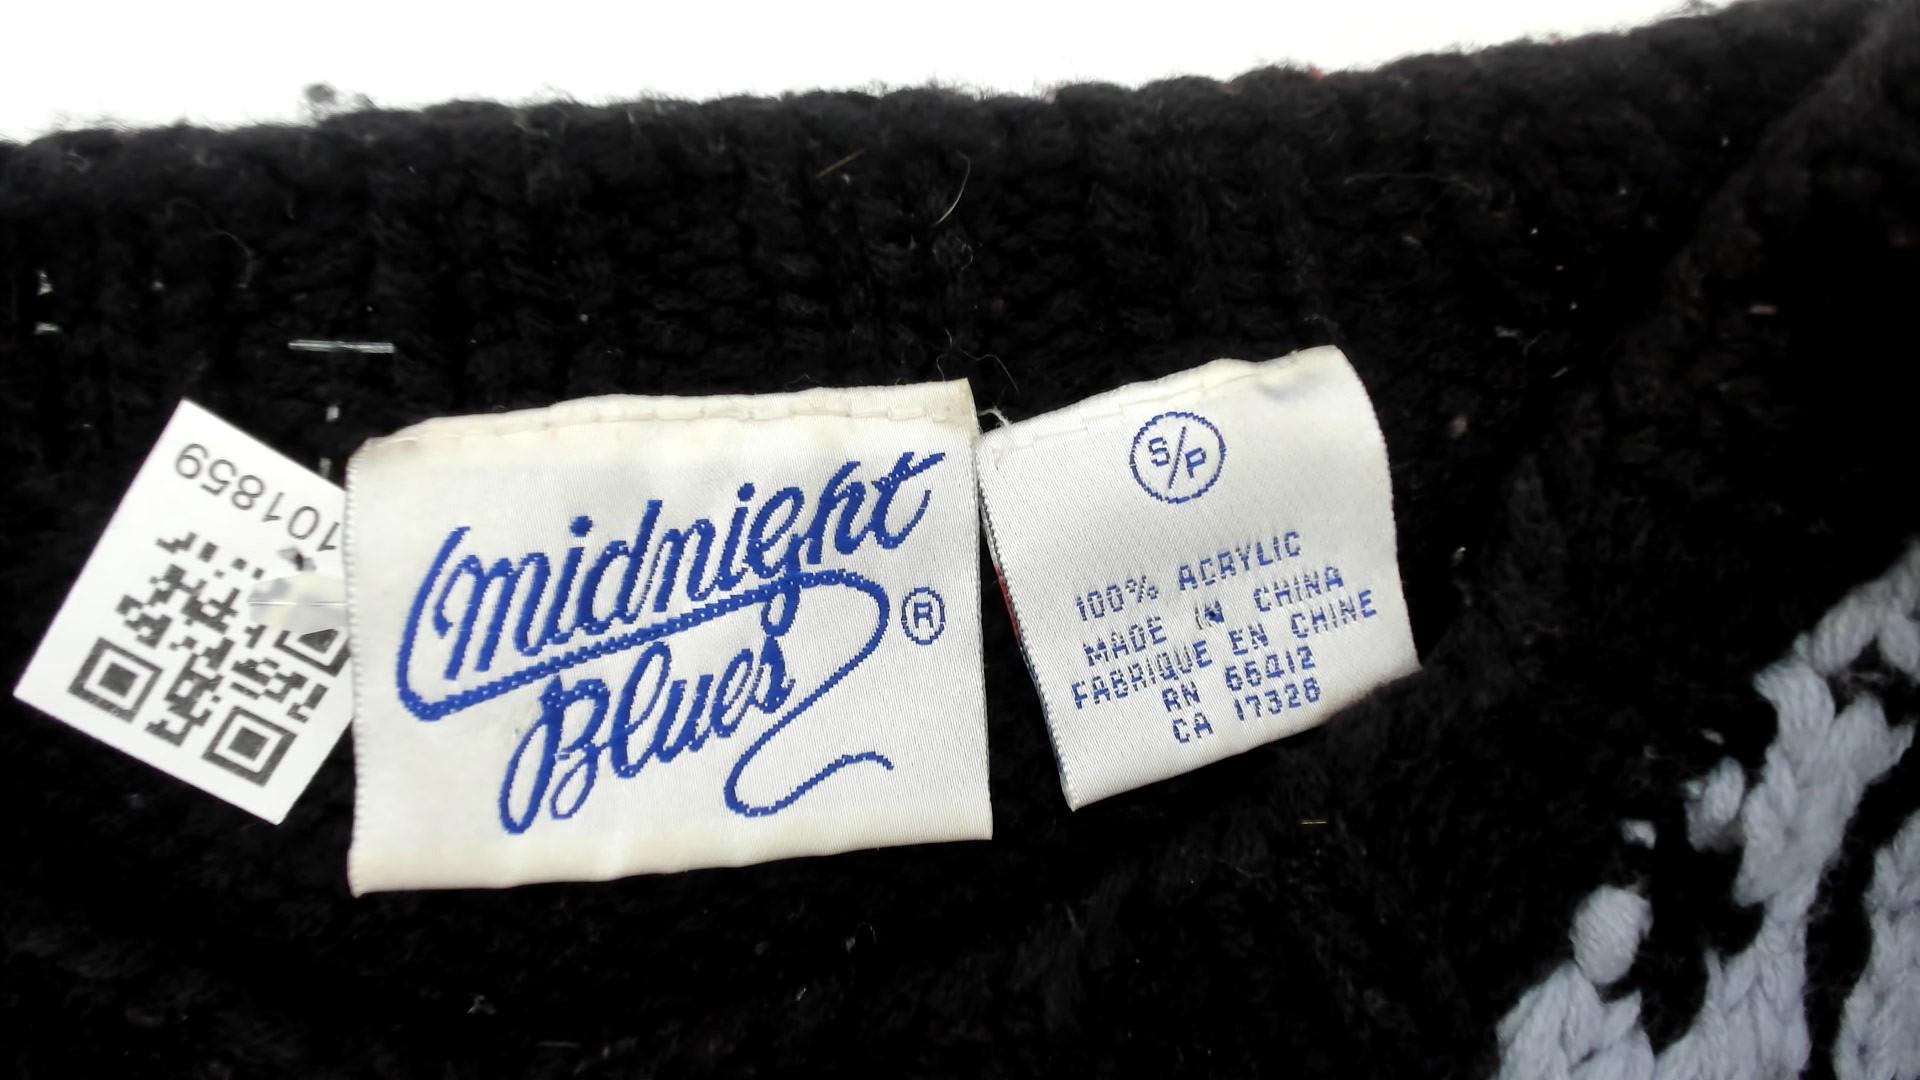 101859
Midnight
Blues
®
S/P
100% ACRYLIC
MADE IN CHINA
FABRIQUE EN CHINE
RN 66412
CA 17328